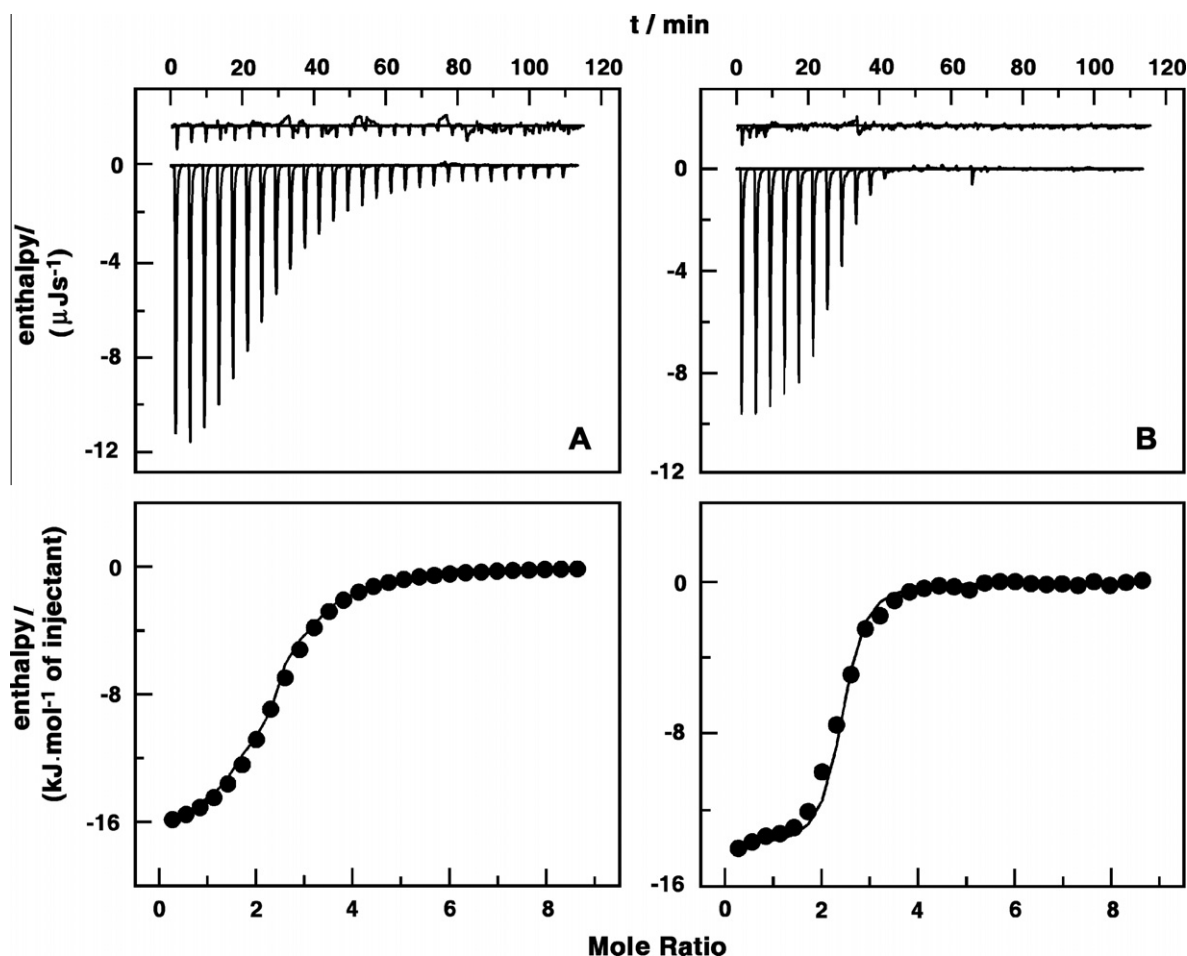 t / min
0 20 40 60 80 100 120
0 20 40 60 80 100 120
enthalpy/
(μJs-1)
0
-4
-8
-12
A
0
-4
-8
-12
B
enthalpy /
(kJ.mol-1 of injectant)
0
-8
-16
0
-8
-16
0 2 4 6 8
0 2 4 6 8
Mole Ratio